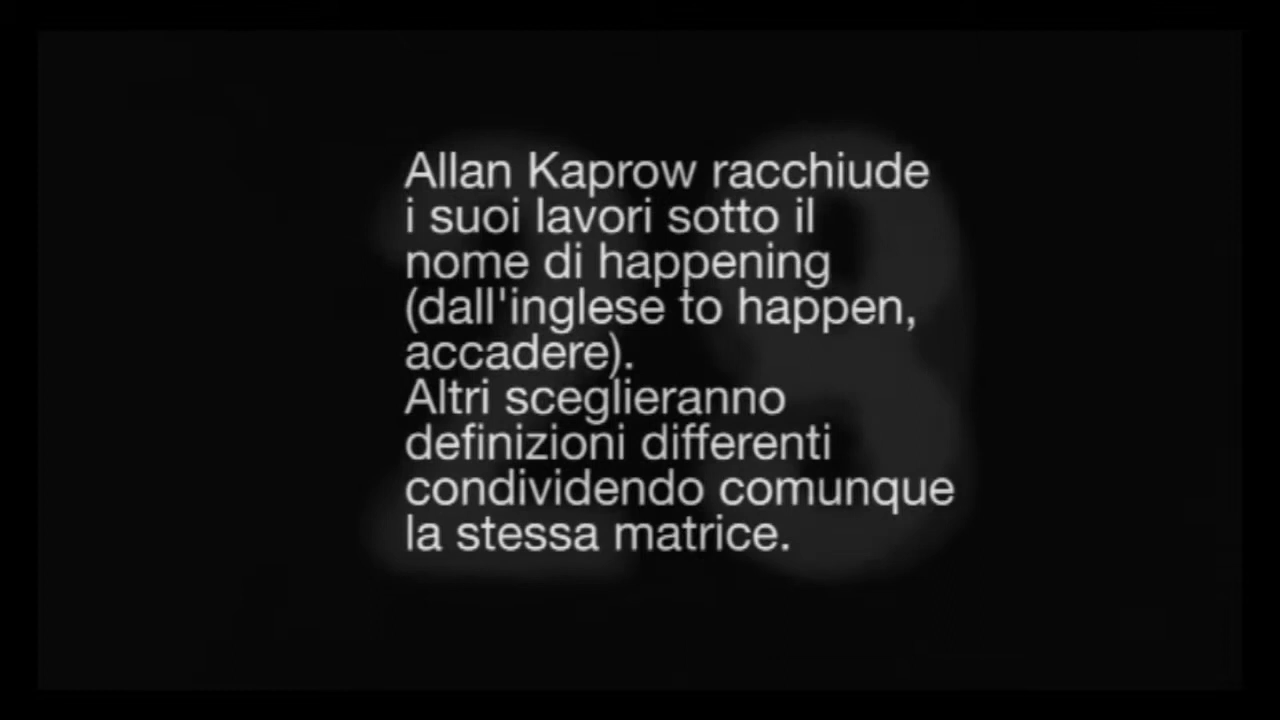 Allan Kaprow racchiude
i suoi lavori sotto il
nome di happening
(dall'inglese to happen,
accadere).
Altri sceglieranno
definizioni differenti
condividendo comunque
la stessa matrice.